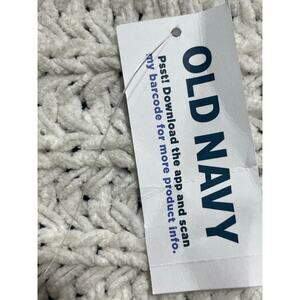 OLD NAVY
Psst! Download the app and scan
my barcode for more product info.